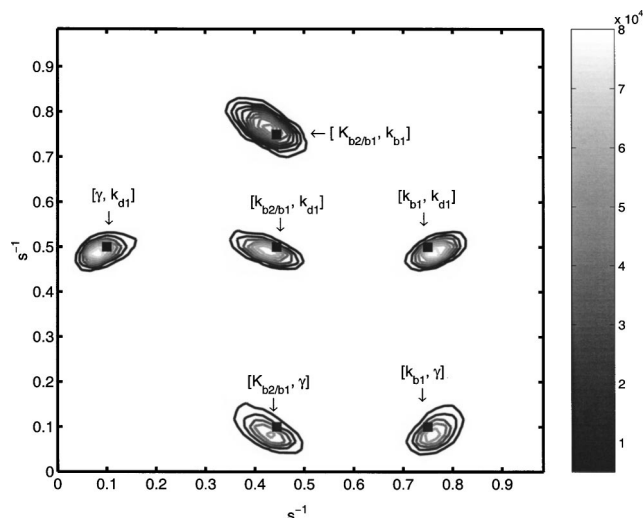 x 10⁴
0.9
0.8
0.7
0.6
0.5
0.4
0.3
0.2
0.1
0
s⁻¹
← [ K_b2/b1, k_b1]
[γ, k_d1]
↓
[k_b2/b1, k_d1]
↓
[k_b1, k_d1]
↓
[K_b2/b1, γ]
↓
[k_b1, γ]
↓
0 0.1 0.2 0.3 0.4 0.5 0.6 0.7 0.8 0.9
s⁻¹
8
7
6
5
4
3
2
1